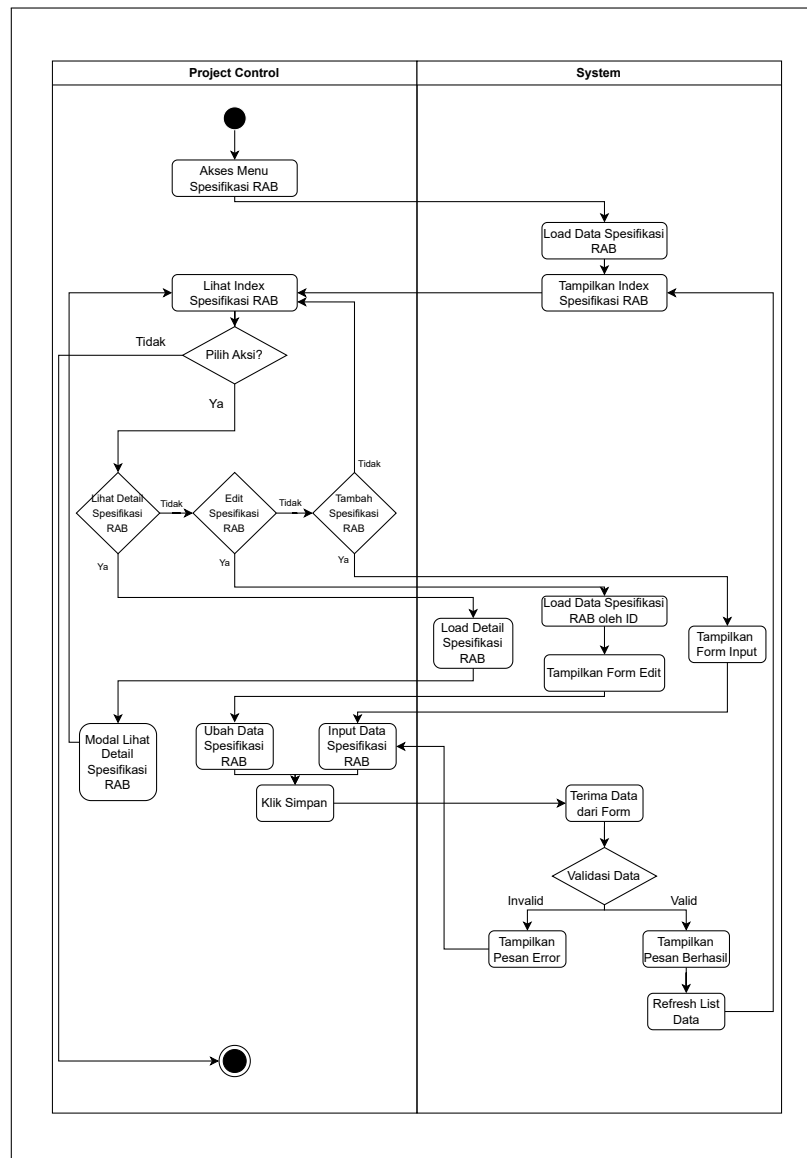 Project Control
System
Akses Menu
Spesifikasi RAB
Load Data Spesifikasi
RAB
Lihat Index
Spesifikasi RAB
Tampilkan Index
Spesifikasi RAB
Tidak
Pilih Aksi?
Ya
Tidak
Lihat Detail
Spesifikasi
RAB
Tidak
Edit
Spesifikasi
RAB
Tidak
Tambah
Spesifikasi
RAB
Ya
Ya
Ya
Load Data Spesifikasi
RAB oleh ID
Load Detail
Spesifikasi
RAB
Tampilkan
Form Input
Tampilkan Form Edit
Modal Lihat
Detail
Spesifikasi
RAB
Ubah Data
Spesifikasi
RAB
Input Data
Spesifikasi
RAB
Klik Simpan
Terima Data
dari Form
Validasi Data
Invalid
Valid
Tampilkan
Pesan Error
Tampilkan
Pesan Berhasil
Refresh List
Data